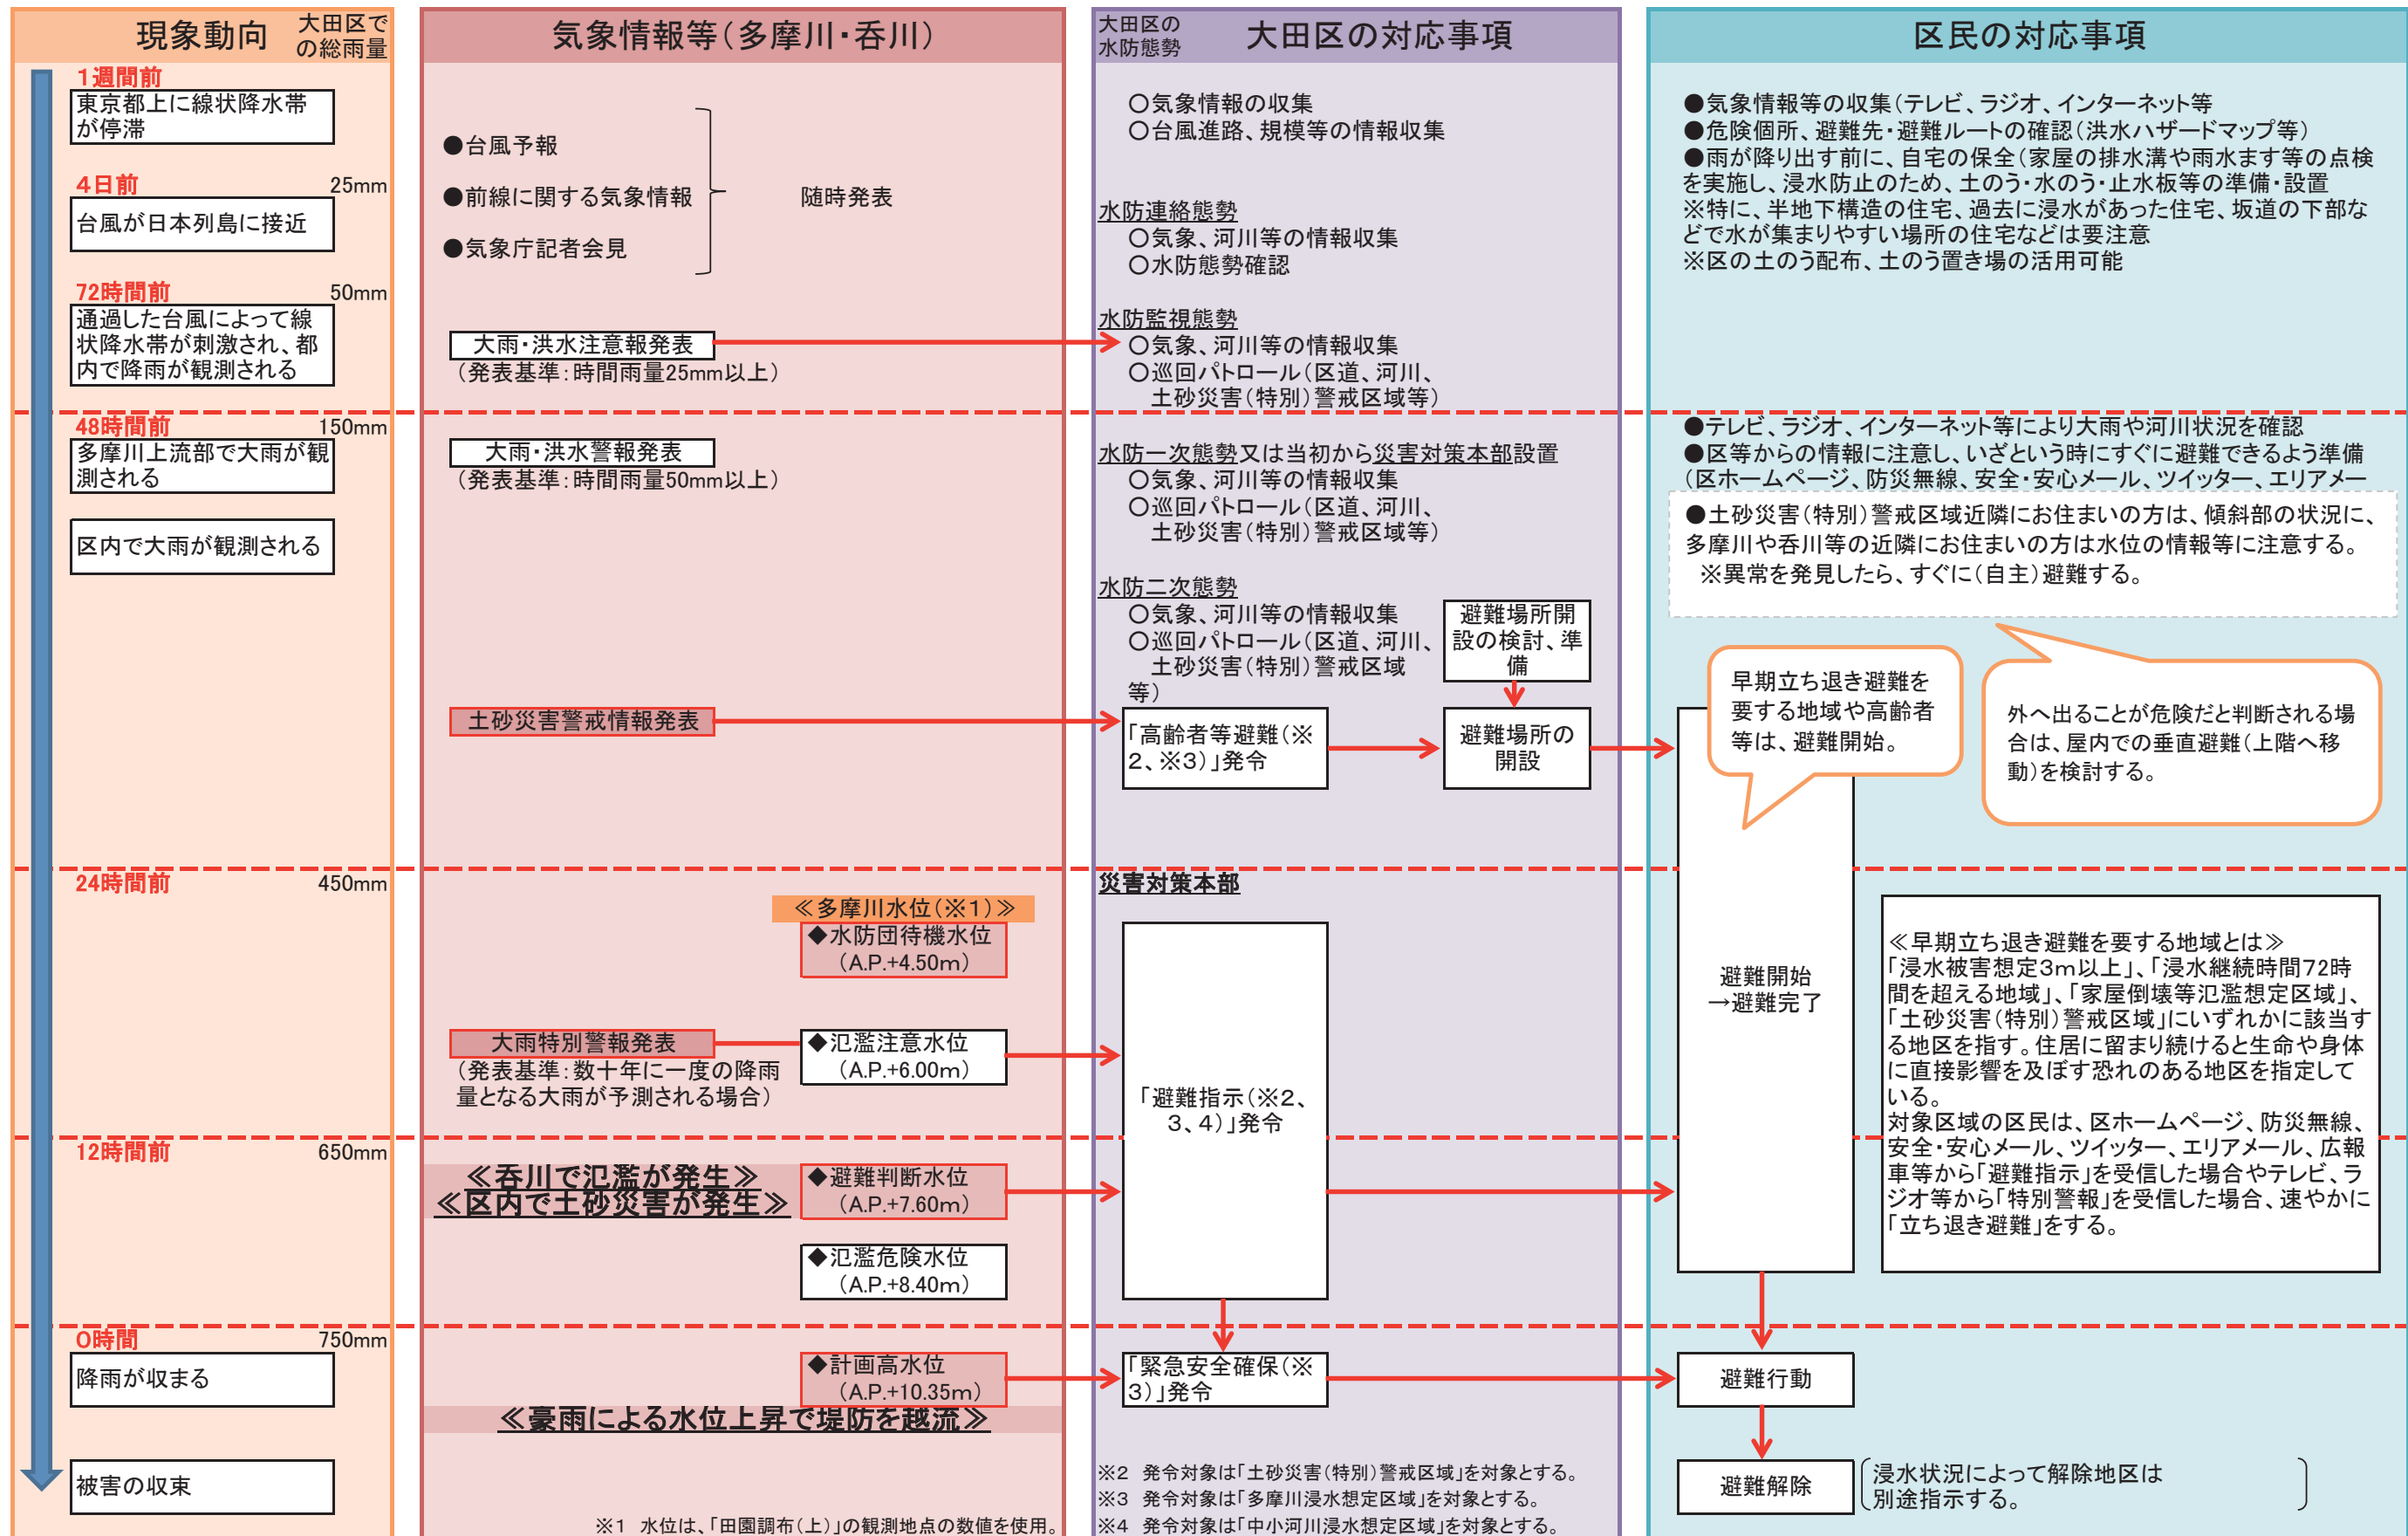 現象動向
大田区で
の総雨量
1週間前
東京都上に線状降水帯
が停滞
4日前
25mm
台風が日本列島に接近
72時間前
50mm
通過した台風によって線
状降水帯が刺激され、都
内で降雨が観測される
48時間前
150mm
多摩川上流部で大雨が観
測される
区内で大雨が観測される
24時間前
450mm
12時間前
650mm
0時間
750mm
降雨が収まる
被害の収束
気象情報等(多摩川・呑川)
●台風予報
●前線に関する気象情報
●気象庁記者会見
随時発表
大雨・洪水注意報発表
(発表基準:時間雨量25mm以上)
大雨・洪水警報発表
(発表基準:時間雨量50mm以上)
土砂災害警戒情報発表
≪多摩川水位(※1)≫
◆水防団待機水位
(A.P.+4.50m)
大雨特別警報発表
(発表基準:数十年に一度の降雨
量となる大雨が予測される場合)
◆氾濫注意水位
(A.P.+6.00m)
≪呑川で氾濫が発生≫
≪区内で土砂災害が発生≫
◆避難判断水位
(A.P.+7.60m)
◆氾濫危険水位
(A.P.+8.40m)
◆計画高水位
(A.P.+10.35m)
≪豪雨による水位上昇で堤防を越流≫
※1 水位は、「田園調布(上)」の観測地点の数値を使用。
大田区の
水防態勢
大田区の対応事項
〇気象情報の収集
〇台風進路、規模等の情報収集
水防連絡態勢
〇気象、河川等の情報収集
〇水防態勢確認
水防監視態勢
〇気象、河川等の情報収集
〇巡回パトロール(区道、河川、
土砂災害(特別)警戒区域等)
水防一次態勢又は当初から災害対策本部設置
〇気象、河川等の情報収集
〇巡回パトロール(区道、河川、
土砂災害(特別)警戒区域等)
水防二次態勢
〇気象、河川等の情報収集
〇巡回パトロール(区道、河川、
土砂災害(特別)警戒区域
等)
避難場所開
設の検討、準
備
「高齢者等避難(※
2、※3)」発令
避難場所の
開設
災害対策本部
「避難指示(※2、
3、4)」発令
「緊急安全確保(※
3)」発令
※2 発令対象は「土砂災害(特別)警戒区域」を対象とする。
※3 発令対象は「多摩川浸水想定区域」を対象とする。
※4 発令対象は「中小河川浸水想定区域」を対象とする。
区民の対応事項
●気象情報等の収集(テレビ、ラジオ、インターネット等
●危険個所、避難先・避難ルートの確認(洪水ハザードマップ等)
●雨が降り出す前に、自宅の保全(家屋の排水溝や雨水ます等の点検
を実施し、浸水防止のため、土のう・水のう・止水板等の準備・設置
※特に、半地下構造の住宅、過去に浸水があった住宅、坂道の下部な
どで水が集まりやすい場所の住宅などは要注意
※区の土のう配布、土のう置き場の活用可能
●テレビ、ラジオ、インターネット等により大雨や河川状況を確認
●区等からの情報に注意し、いざという時にすぐに避難できるよう準備
(区ホームページ、防災無線、安全・安心メール、ツイッター、エリアメー
●土砂災害(特別)警戒区域近隣にお住まいの方は、傾斜部の状況に、
多摩川や呑川等の近隣にお住まいの方は水位の情報等に注意する。
※異常を発見したら、すぐに(自主)避難する。
早期立ち退き避難を
要する地域や高齢者
等は、避難開始。
外へ出ることが危険だと判断される場
合は、屋内での垂直避難(上階へ移
動)を検討する。
避難開始
→避難完了
≪早期立ち退き避難を要する地域とは≫
「浸水被害想定3m以上」、「浸水継続時間72時
間を超える地域」、「家屋倒壊等氾濫想定区域」、
「土砂災害(特別)警戒区域」にいずれかに該当す
る地区を指す。住居に留まり続けると生命や身体
に直接影響を及ぼす恐れのある地区を指定して
いる。
対象区域の区民は、区ホームページ、防災無線、
安全・安心メール、ツイッター、エリアメール、広報
車等から「避難指示」を受信した場合やテレビ、ラ
ジオ等から「特別警報」を受信した場合、速やかに
「立ち退き避難」をする。
避難行動
避難解除
浸水状況によって解除地区は
別途指示する。